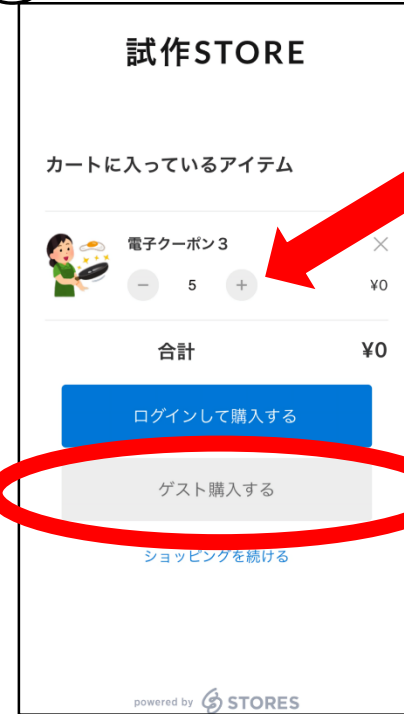 試作STORE
カートに入っているアイテム
電子クーポン3
×
− 5 +
¥0
合計
¥0
ログインして購入する
ゲスト購入する
ショッピングを続ける
powered by STORES